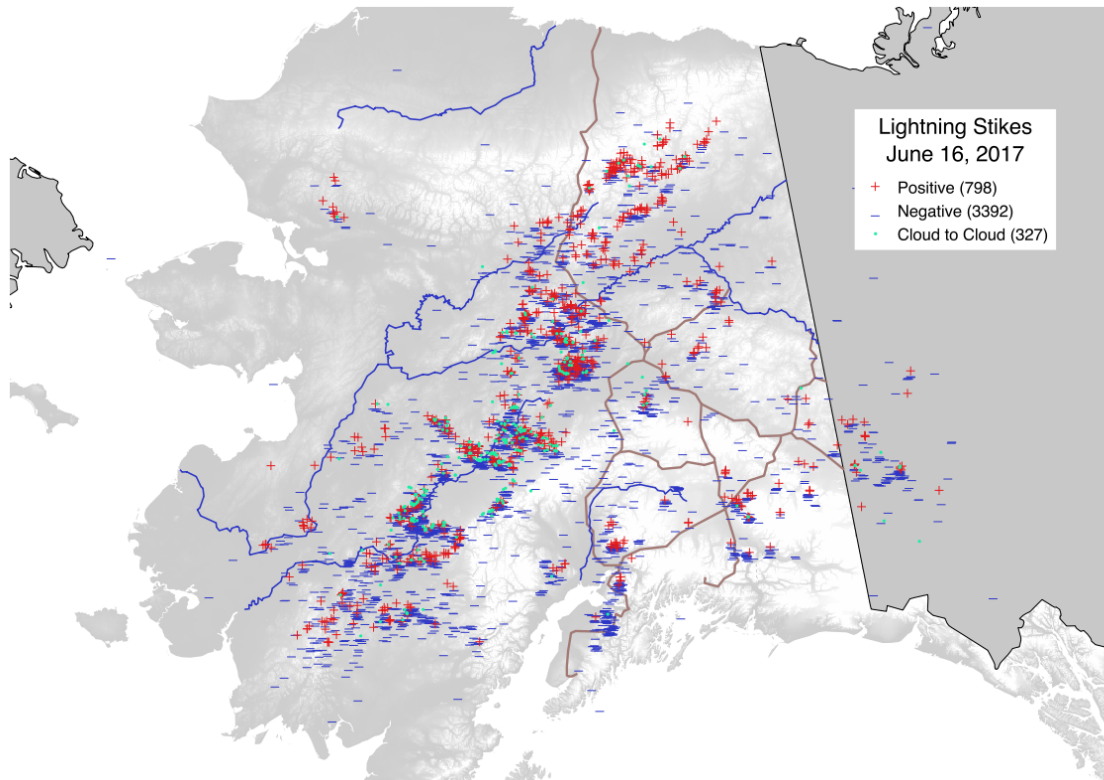 Lightning Stikes
June 16, 2017
Positive (798)
Negative (3392)
Cloud to Cloud (327)